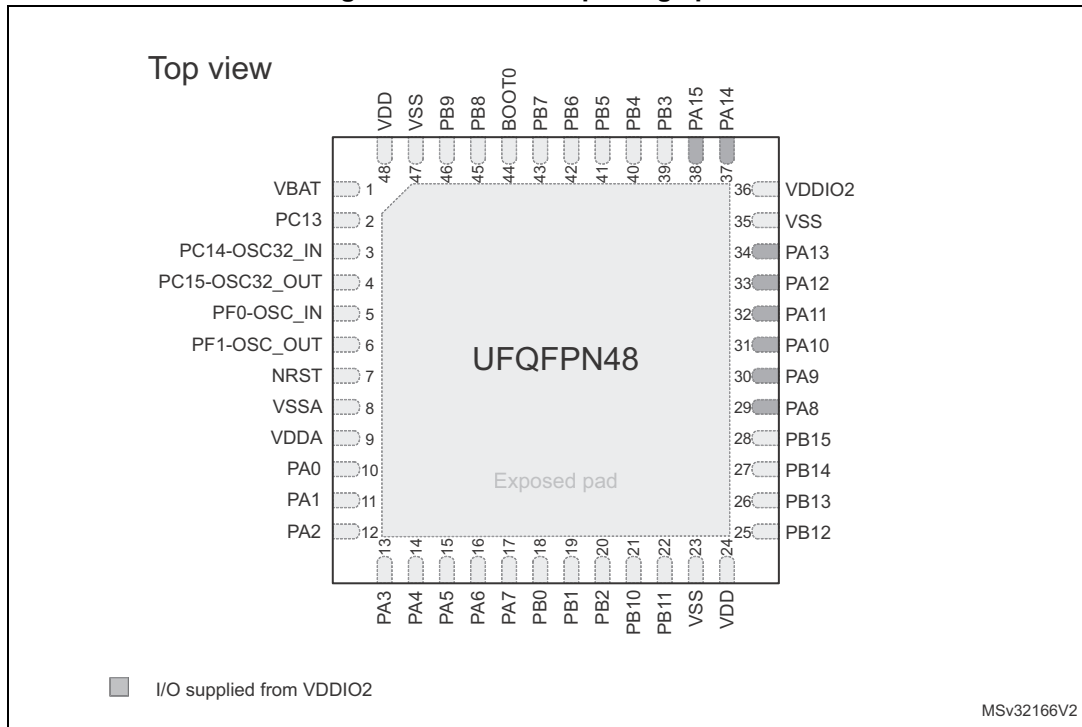 Top view
VDD
VSS
PB9
PB8
BOOT0
PB7
PB6
PB5
PB4
PB3
PA15
PA14
48
47
46
45
44
43
42
41
40
39
38
37
VBAT 1
PC13 2
PC14-OSC32_IN 3
PC15-OSC32_OUT 4
PF0-OSC_IN 5
PF1-OSC_OUT 6
NRST 7
VSSA 8
VDDA 9
PA0 10
PA1 11
PA2 12
36 VDDIO2
35 VSS
34 PA13
33 PA12
32 PA11
31 PA10
30 PA9
29 PA8
28 PB15
27 PB14
26 PB13
25 PB12
UFQFPN48
Exposed pad
13
14
15
16
17
18
19
20
21
22
23
24
PA3
PA4
PA5
PA6
PA7
PB0
PB1
PB2
PB10
PB11
VSS
VDD
I/O supplied from VDDIO2
MSv32166V2